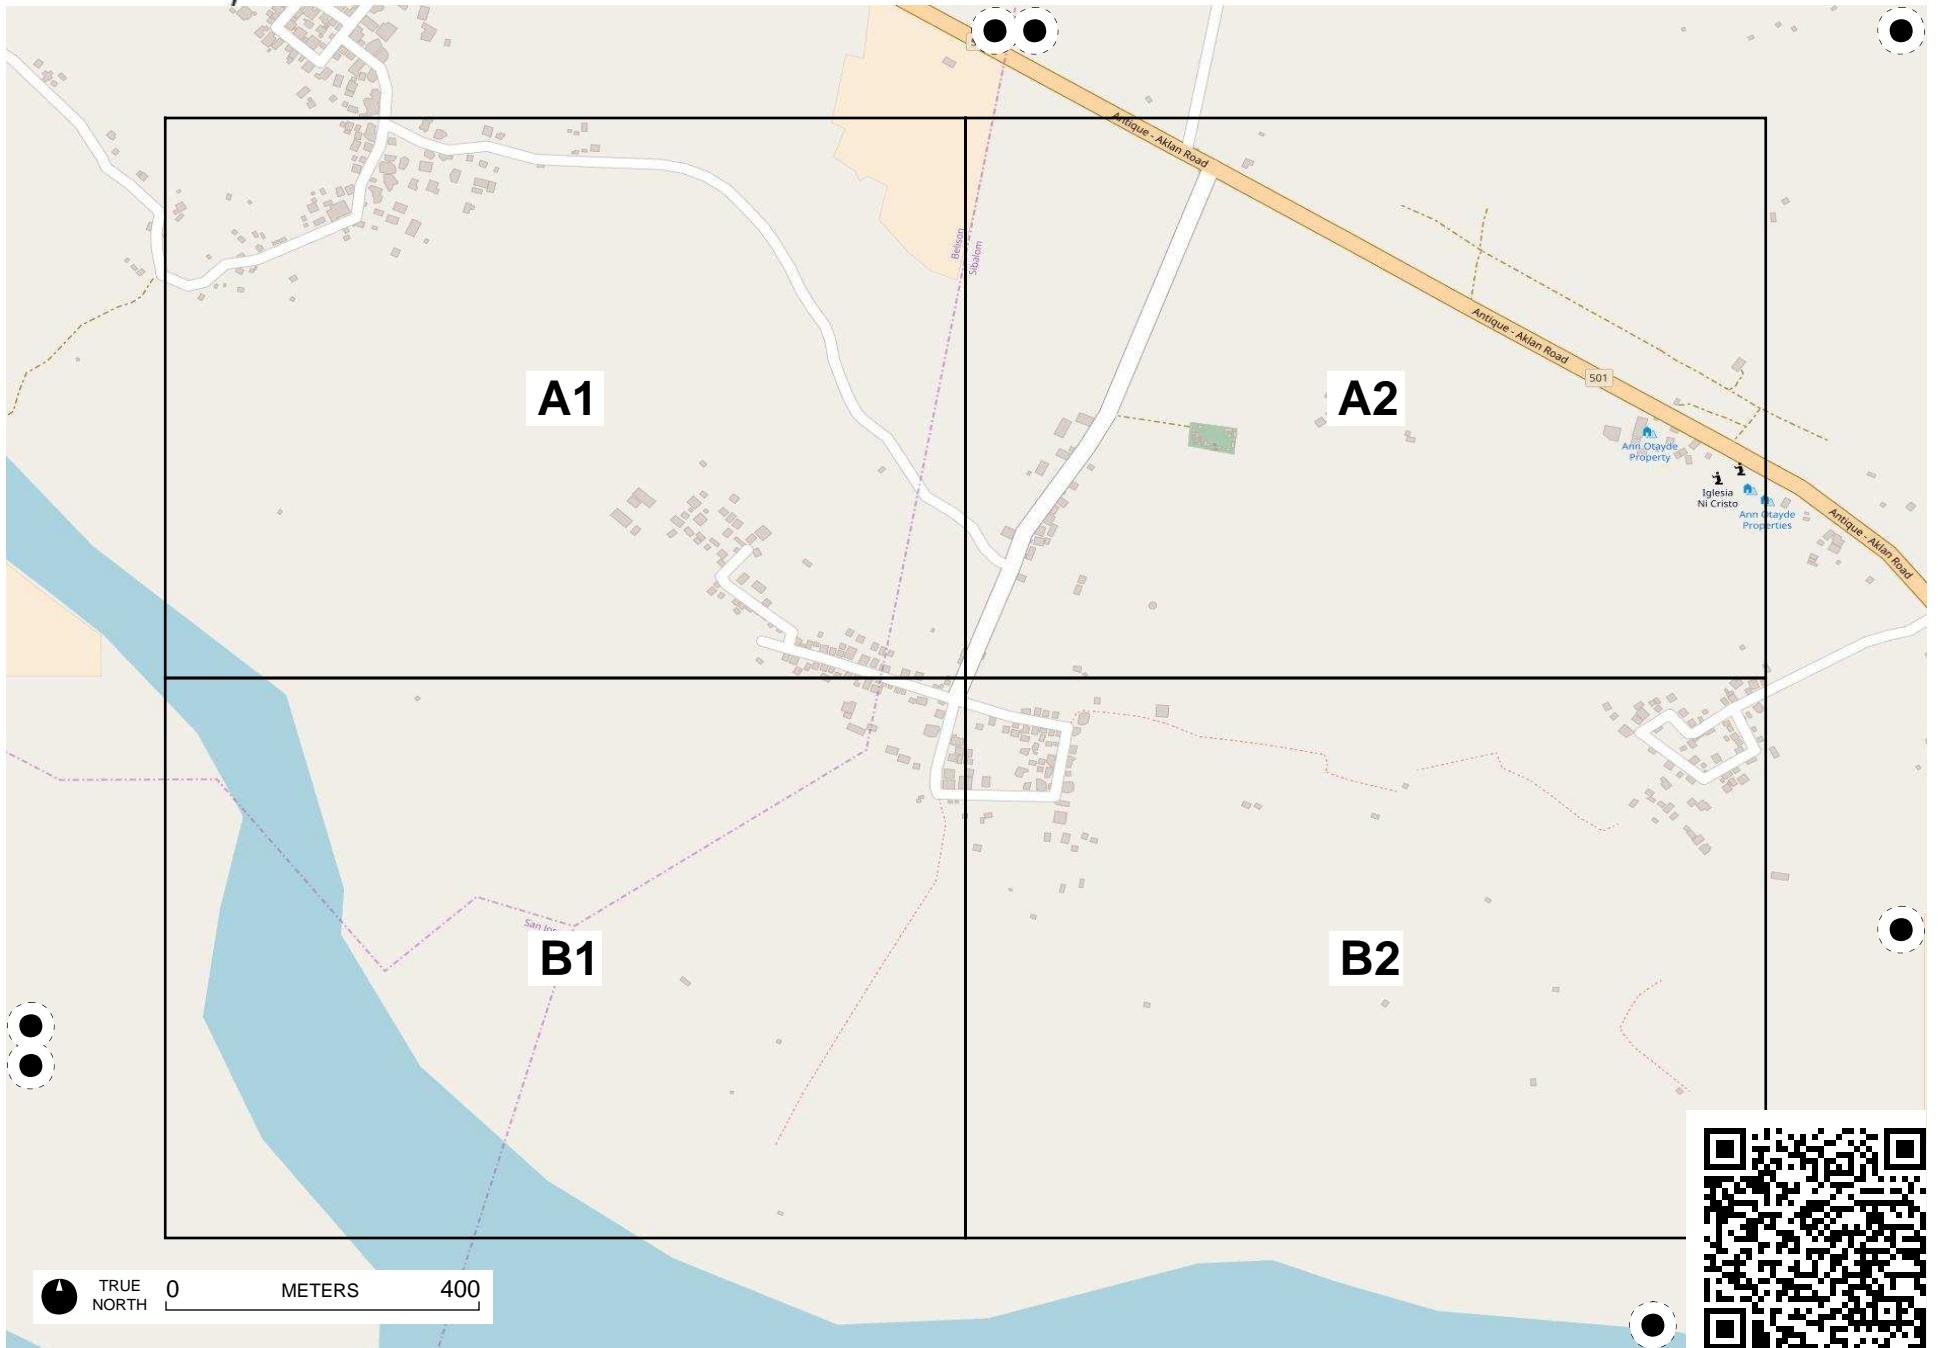 Antique - Aklan Road
Belison
Sibalom
Antique - Aklan Road
501
A1
A2
Ann Otayde
Property
Iglesia
Ni Cristo
Ann Otayde
Properties
Antique - Aklan Road
San
B1
B2
TRUE
NORTH
0
METERS
400